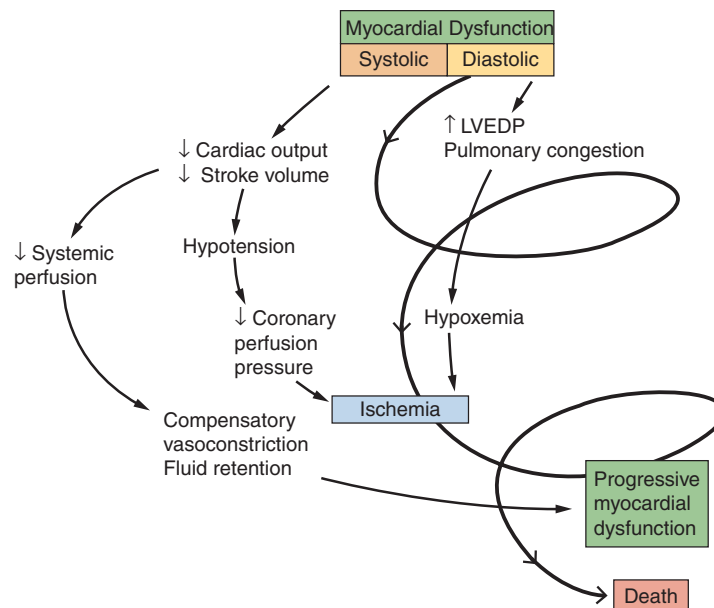 Myocardial Dysfunction
Systolic
Diastolic
↑ LVEDP
Pulmonary congestion
↓ Cardiac output
↓ Stroke volume
↓ Systemic
perfusion
Hypotension
↓ Coronary
perfusion
pressure
Hypoxemia
Ischemia
Compensatory
vasoconstriction
Fluid retention
Progressive
myocardial
dysfunction
Death